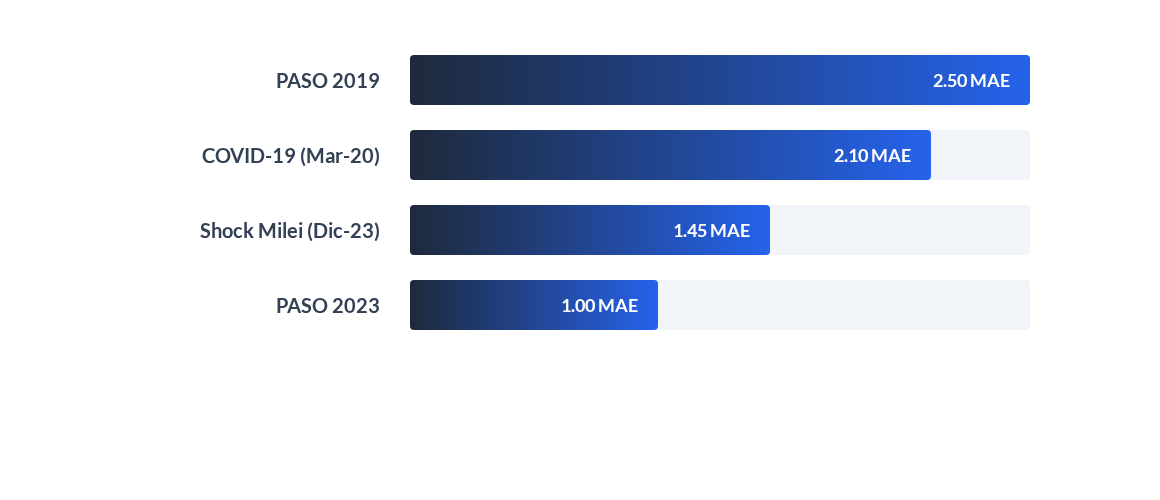 PASO 2019 2.50 MAE
COVID-19 (Mar-20) 2.10 MAE
Shock Milei (Dic-23) 1.45 MAE
PASO 2023 1.00 MAE